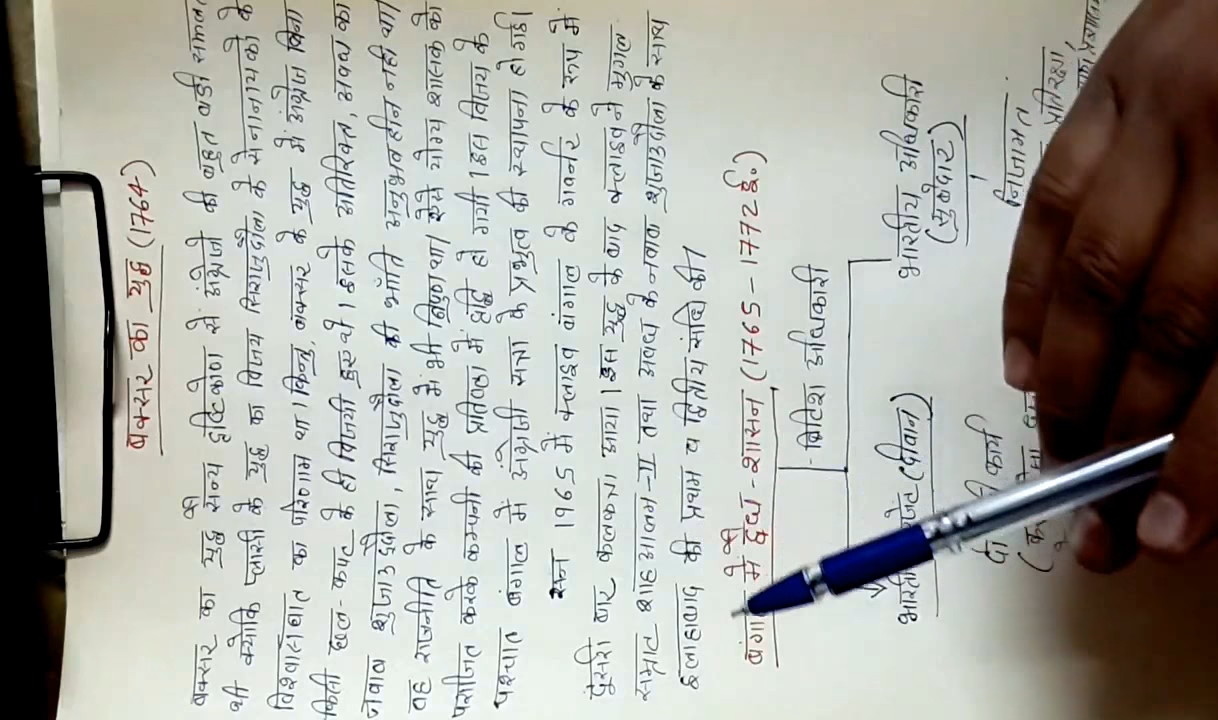 बक्सर का युद्ध (1764)
बक्सर का युद्ध की सैन्य दृष्टिकोण से अंग्रेजों की बहुत बडी सफलता
थी क्योकि प्लासी के युद्ध का विजय सिराजुद्दौला के सेनानायको के
विश्वासघात का परिणाम था। किन्तु, बक्सर के युद्ध में अंग्रेज बिना
किसी छल-कपट के ही विजयी हुए थे। इसके अतिरिक्त, अवध का
नवाब शुजाउद्दौला, सिराजुद्दौला की भाँति अनुभवहीन नही था।
वह राजनीति के साथ युद्ध मे भी निपुण था। ऐसे योग्य शासक को
पराजित करके कम्पनी की प्रतिष्ठा में वृद्धि हो गयी। इस विजय के
पश्चात बंगाल में अंग्रेजी सत्ता के प्रभुत्व की स्थापना हो गई।
सन 1965 में क्लाइव बंगाल के गवर्नर के रूप में
दूसरी बार कलकत्ता आया। इस युद्ध के बाद क्लाइव ने मुगल
सम्राट शाहआलम-II तथा अवध के नवाब शुजाउद्दौला के साथ
इलाहाबाद की प्रथम व द्वितीय संधि की।
में द्वैध-शासन (1765-1772ई०)
ब्रिटिश अधिकारी
भारतीय अधिकारी
(दीवान) (सुबेदार)
कार्य निजामत